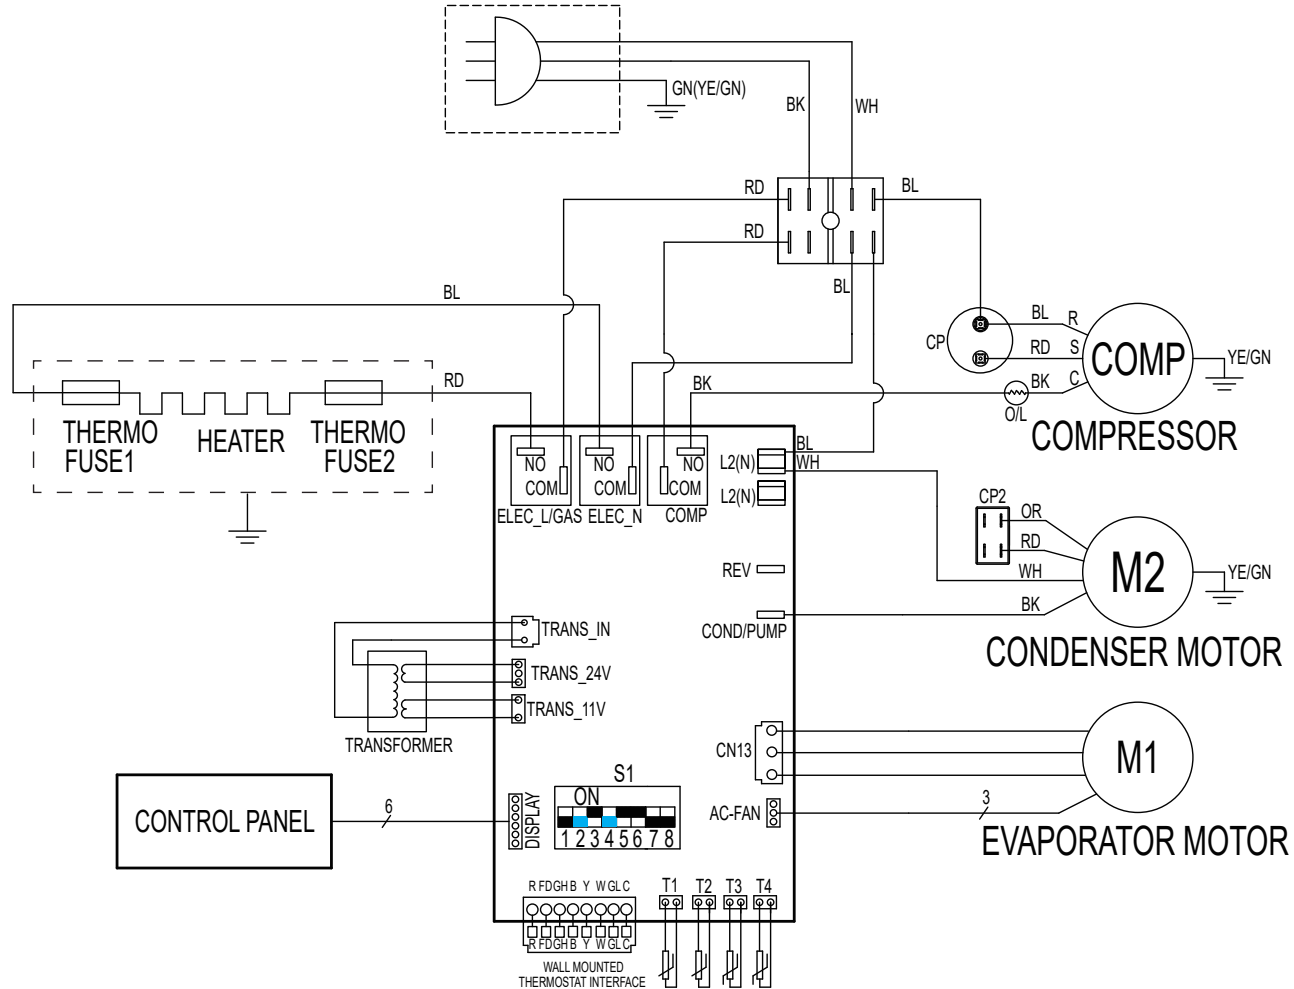 GN(YE/GN)
BK
WH
RD
BL
RD
BL
BL
CP
BL R
RD S
BK C
O/L
COMP
YE/GN
COMPRESSOR
BK
RD
THERMO
FUSE1
HEATER
THERMO
FUSE2
NO
COM
NO
COM
NO
COM
ELEC_L/GAS
ELEC_N
COMP
L2(N)
BL
WH
L2(N)
CP2
OR
RD
WH
BK
M2
YE/GN
CONDENSER MOTOR
REV
COND/PUMP
TRANS_IN
TRANS_24V
TRANS_11V
TRANSFORMER
CN13
M1
AC-FAN
3
EVAPORATOR MOTOR
CONTROL PANEL
6
DISPLAY
S1
ON
1 2 3 4 5 6 7 8
R F D G H B Y W G L C
R F D G H B Y W G L C
WALL MOUNTED
THERMOSTAT INTERFACE
T1 T2 T3 T4